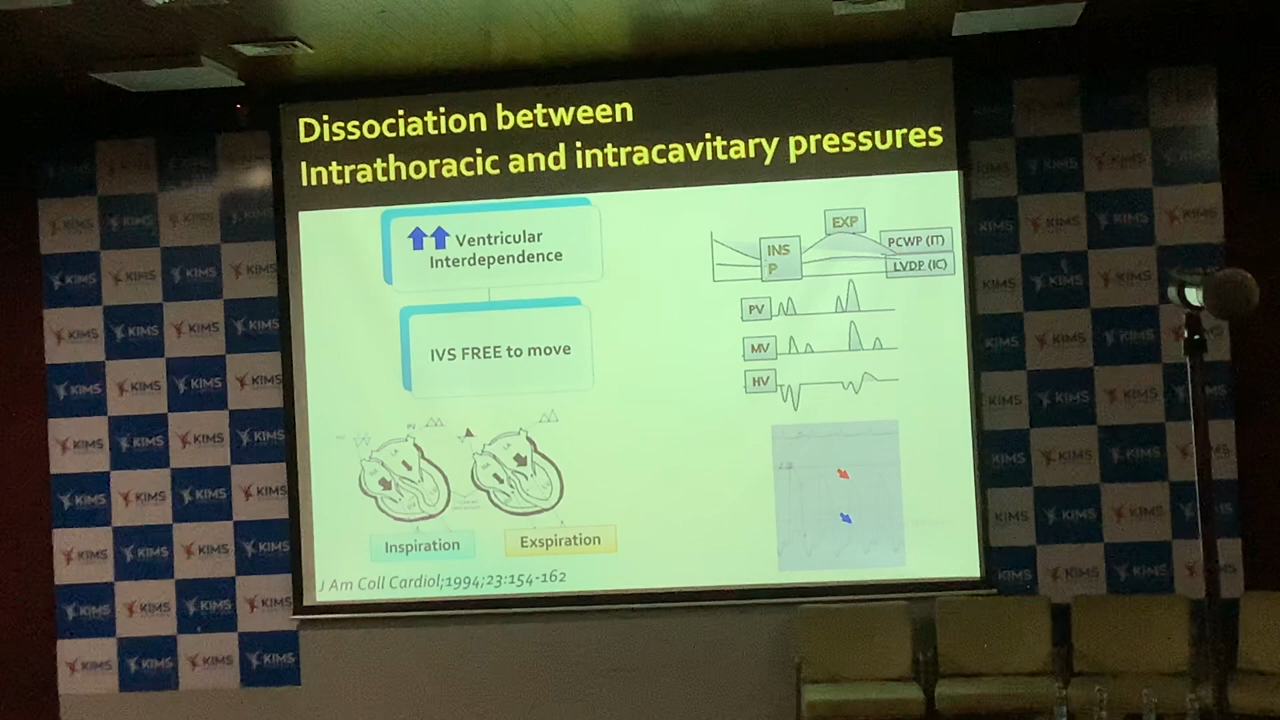 Dissociation between
Intrathoracic and intracavitary pressures
Ventricular
Interdependence
IVS FREE to move
Inspiration
Exspiration
J Am Coll Cardiol;1994;23:154-162
EXP
INS
P
PCWP (IT)
LVDP (IC)
PV
MV
HV
KIMS